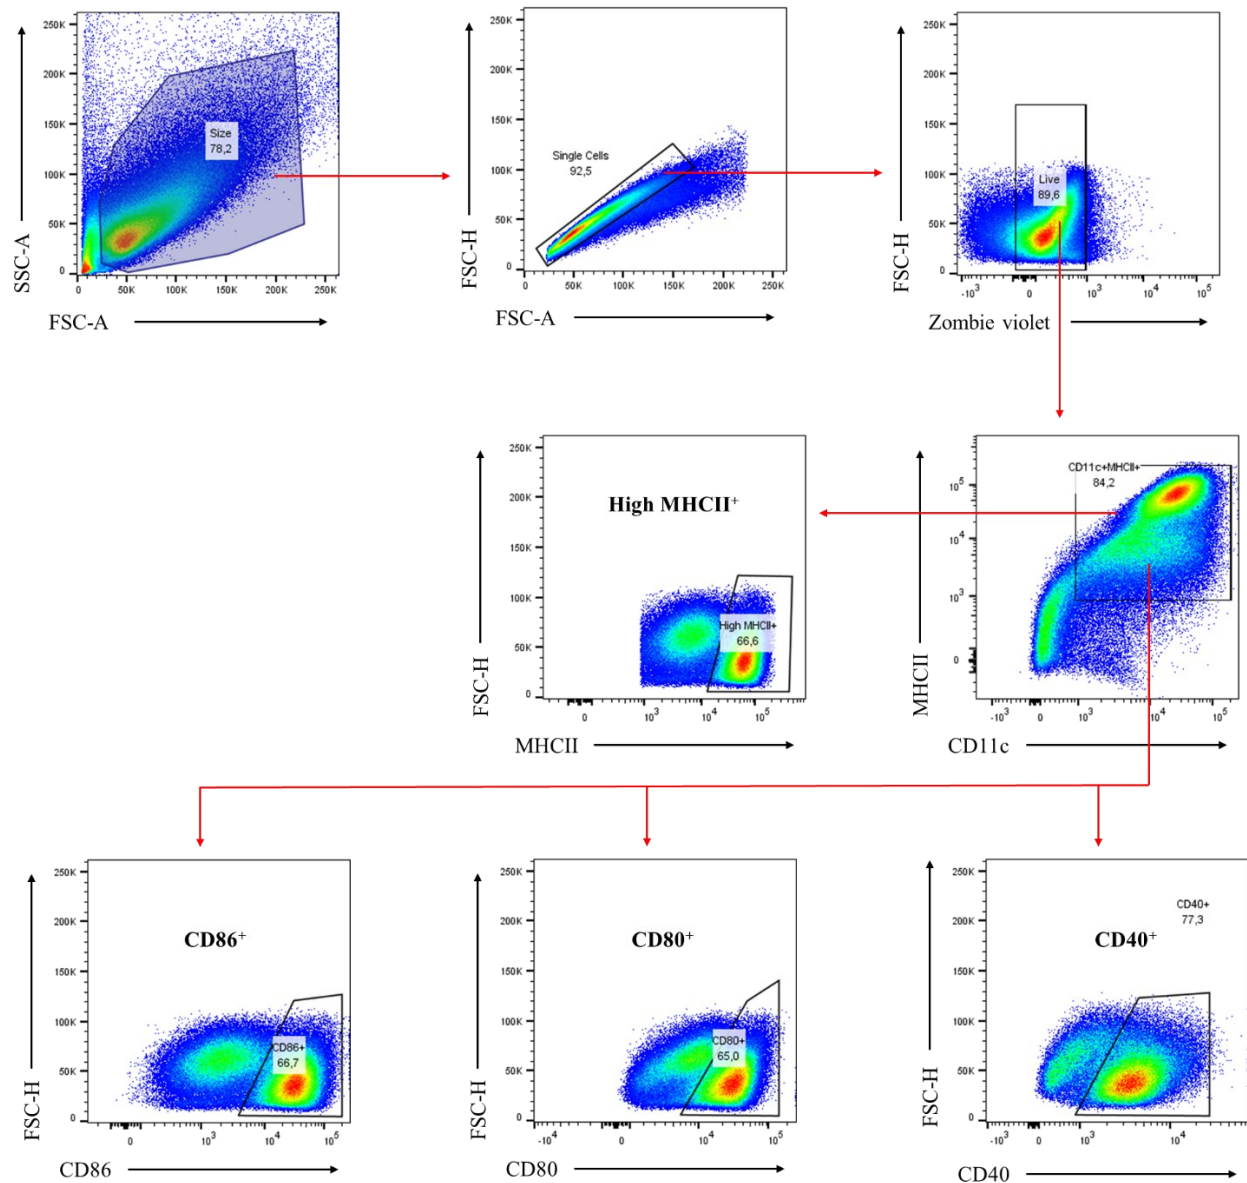 250K
200K
150K
100K
50K
0
Size
78,2
0
50K
100K
150K
200K
250K
SSC-A
FSC-A
250K
200K
150K
100K
50K
0
Single Cells
92,5
50K
100K
150K
200K
250K
FSC-H
FSC-A
250K
200K
150K
100K
50K
0
Live
89,6
-10³
0
10³
10⁴
10⁵
FSC-H
Zombie violet
250K
200K
150K
100K
50K
0
High MHCII⁺
High MHCII+
66,6
0
10³
10⁴
10⁵
FSC-H
MHCII
10⁵
10⁴
10³
0
CD11c+MHCII+
84,2
-10³
0
10³
10⁴
10⁵
MHCII
CD11c
250K
200K
150K
100K
50K
0
CD86⁺
CD86+
66,7
0
10³
10⁴
10⁵
FSC-H
CD86
250K
200K
150K
100K
50K
0
CD80⁺
CD80+
65,0
-10⁴
0
10⁴
10⁵
FSC-H
CD80
250K
200K
150K
100K
50K
0
CD40+
77,3
CD40⁺
0
10³
10⁴
FSC-H
CD40